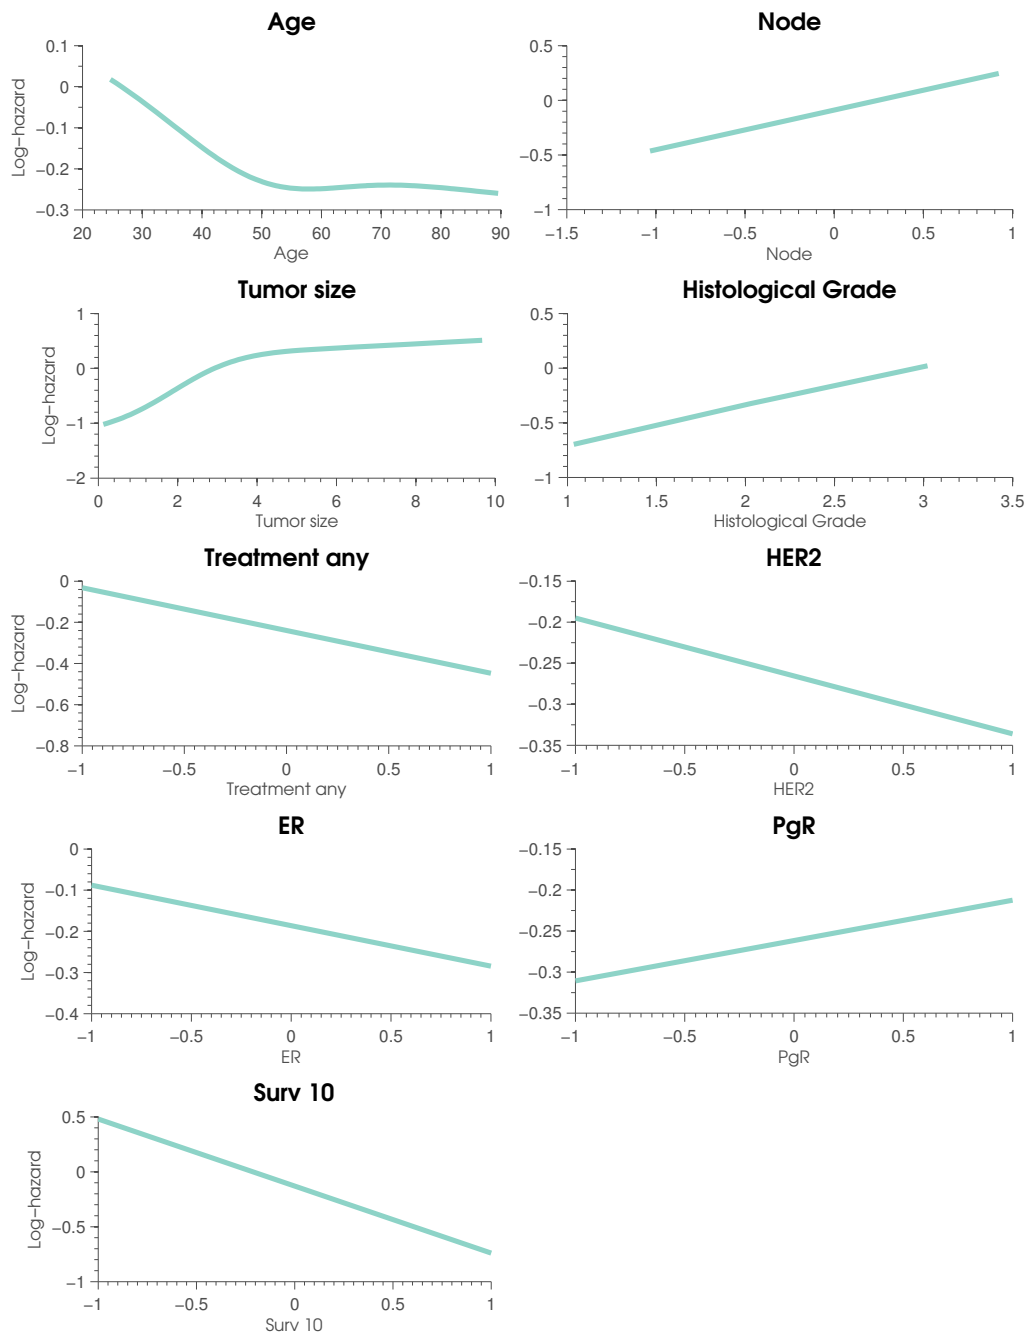 Age
Log-hazard
0.1
0
−0.1
−0.2
−0.3
20 30 40 50 60 70 80 90
Age
Node
0.5
0
−0.5
−1
−1.5 −1 −0.5 0 0.5 1
Node
Tumor size
Log-hazard
1
0
−1
−2
0 2 4 6 8 10
Tumor size
Histological Grade
0.5
0
−0.5
−1
1 1.5 2 2.5 3 3.5
Histological Grade
Treatment any
Log-hazard
0
−0.2
−0.4
−0.6
−0.8
−1 −0.5 0 0.5 1
Treatment any
HER2
−0.15
−0.2
−0.25
−0.3
−0.35
−1 −0.5 0 0.5 1
HER2
ER
Log-hazard
0
−0.1
−0.2
−0.3
−0.4
−1 −0.5 0 0.5 1
ER
PgR
−0.15
−0.2
−0.25
−0.3
−0.35
−1 −0.5 0 0.5 1
PgR
Surv 10
Log-hazard
0.5
0
−0.5
−1
−1 −0.5 0 0.5 1
Surv 10